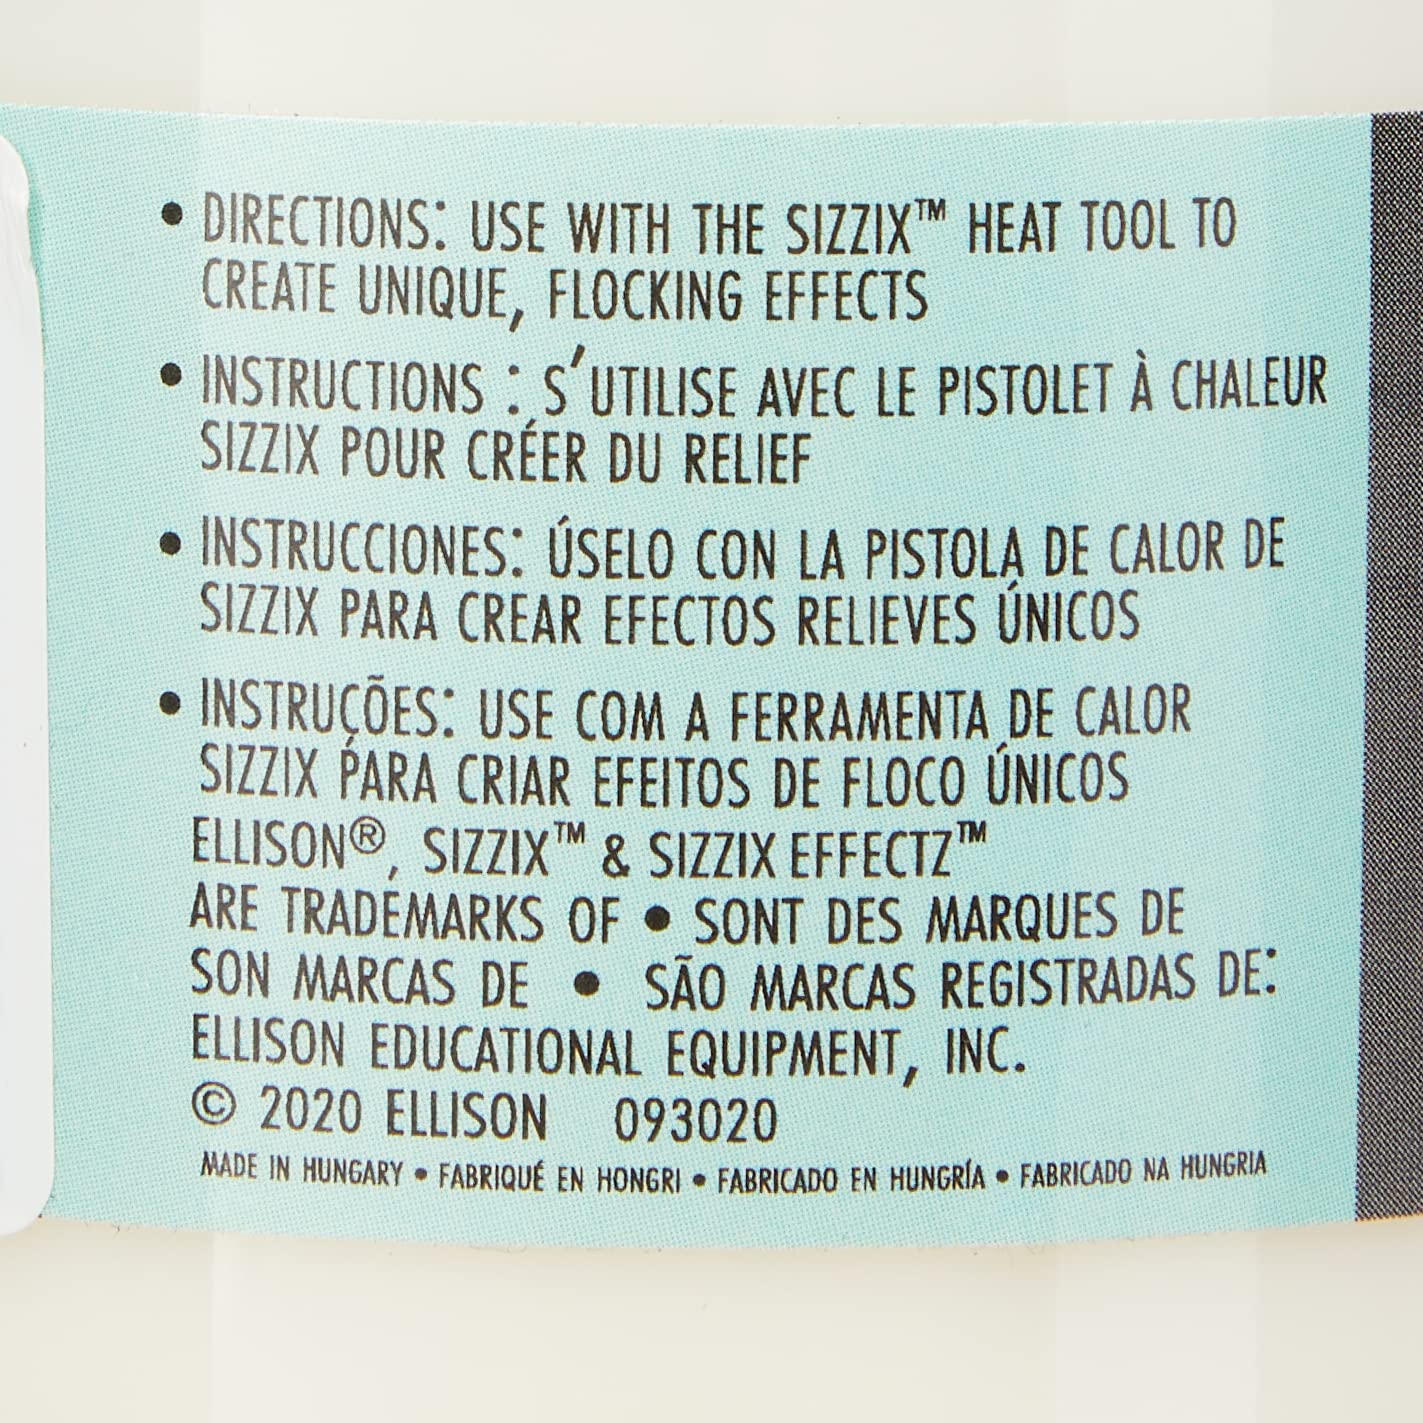 • DIRECTIONS: USE WITH THE SIZZIX™ HEAT TOOL TO
CREATE UNIQUE, FLOCKING EFFECTS
• INSTRUCTIONS : S'UTILISE AVEC LE PISTOLET À CHALEUR
SIZZIX POUR CRÉER DU RELIEF
• INSTRUCCIONES: ÚSELO CON LA PISTOLA DE CALOR DE
SIZZIX PARA CREAR EFECTOS RELIEVES ÚNICOS
• INSTRUÇÕES: USE COM A FERRAMENTA DE CALOR
SIZZIX PARA CRIAR EFEITOS DE FLOCO ÚNICOS
ELLISON®, SIZZIX™ & SIZZIX EFFECTZ™
ARE TRADEMARKS OF • SONT DES MARQUES DE
SON MARCAS DE • SÃO MARCAS REGISTRADAS DE:
ELLISON EDUCATIONAL EQUIPMENT, INC.
© 2020 ELLISON 093020
MADE IN HUNGARY • FABRIQUÉ EN HONGRI • FABRICADO EN HUNGRÍA • FABRICADO NA HUNGRIA